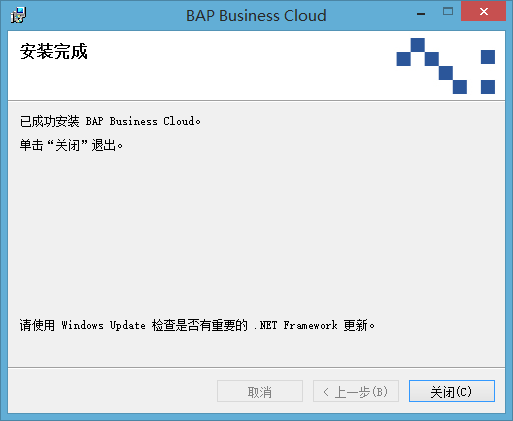 BAP Business Cloud
安装完成
已成功安装 BAP Business Cloud。
单击“关闭”退出。
请使用 Windows Update 检查是否有重要的 .NET Framework 更新。
取消
< 上一步(B)
关闭(C)